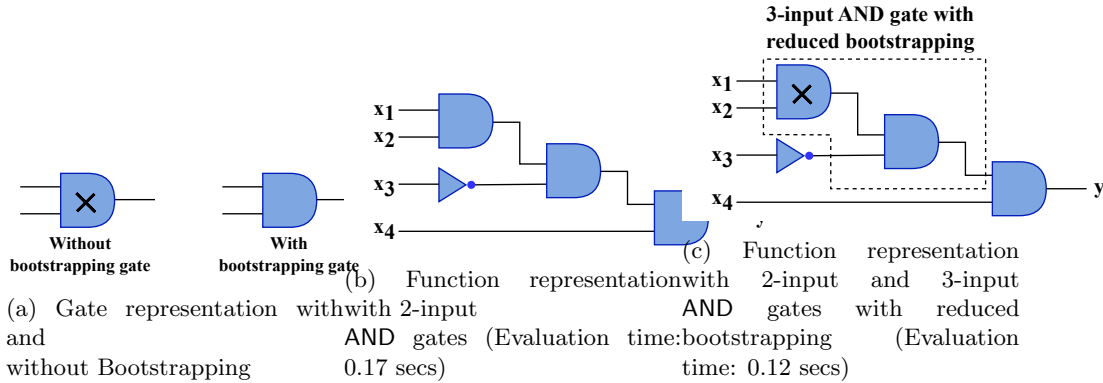 Without
bootstrapping gate
With
bootstrapping gate
(a) Gate representation with
and
without Bootstrapping
x1
x2
x3
x4
(b) Function representation
with 2-input
AND gates (Evaluation time:
0.17 secs)
3-input AND gate with
reduced bootstrapping
x1
x2
x3
x4
y
(c) Function representation
with 2-input and 3-input
AND gates with reduced
bootstrapping (Evaluation
time: 0.12 secs)